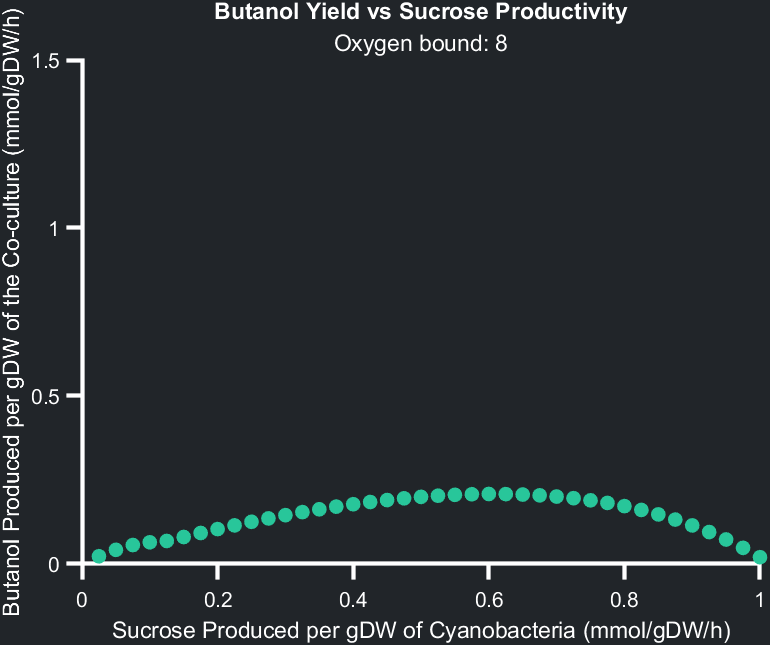 Butanol Yield vs Sucrose Productivity
Oxygen bound: 8
Butanol Produced per gDW of the Co-culture (mmol/gDW/h)
1.5
1
0.5
0
0 0.2 0.4 0.6 0.8 1
Sucrose Produced per gDW of Cyanobacteria (mmol/gDW/h)